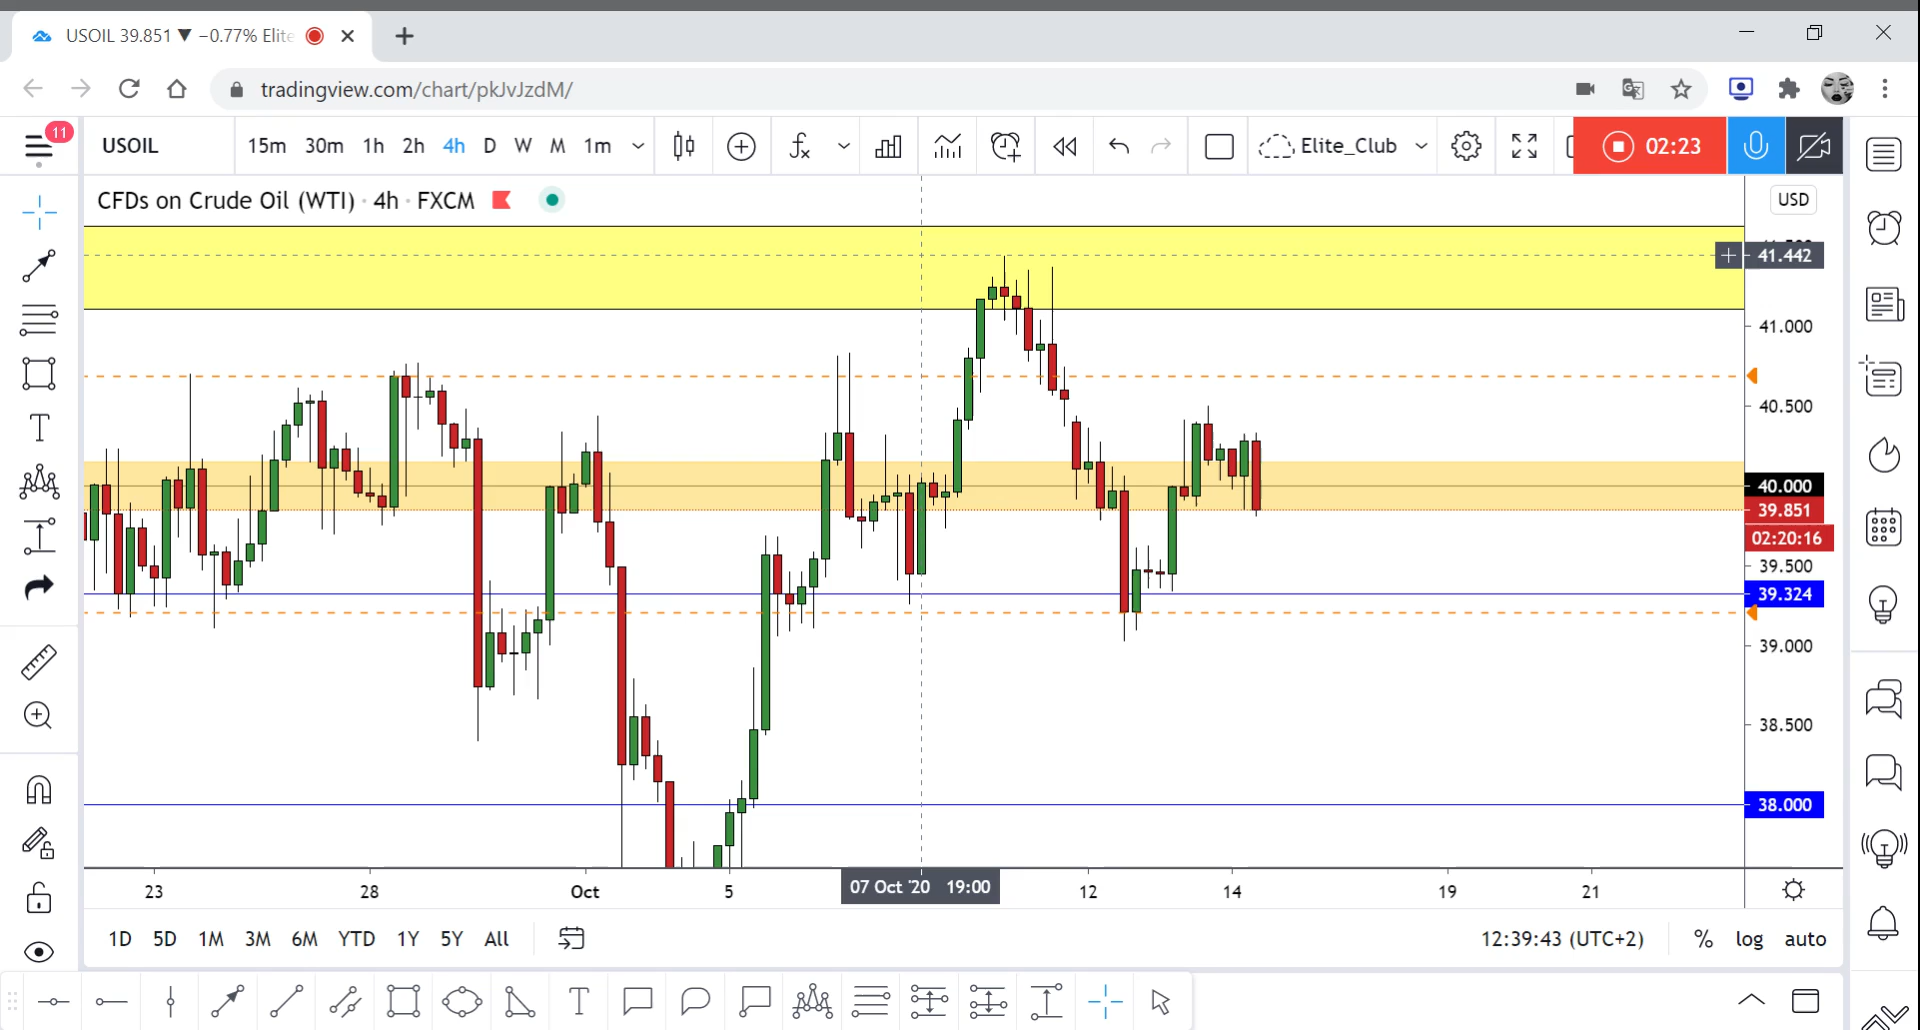 USOIL 39.851 ▼ −0.77% Elite
tradingview.com/chart/pkJvJzdM/
11
USOIL
15m 30m 1h 2h 4h D W M 1m
Elite_Club
02:23
CFDs on Crude Oil (WTI) · 4h · FXCM
USD
41.442
41.000
40.500
40.000
39.851
02:20:16
39.500
39.324
39.000
38.500
38.000
23 28 Oct 5 07 Oct '20 19:00 12 14 19 21
1D 5D 1M 3M 6M YTD 1Y 5Y All
12:39:43 (UTC+2) % log auto